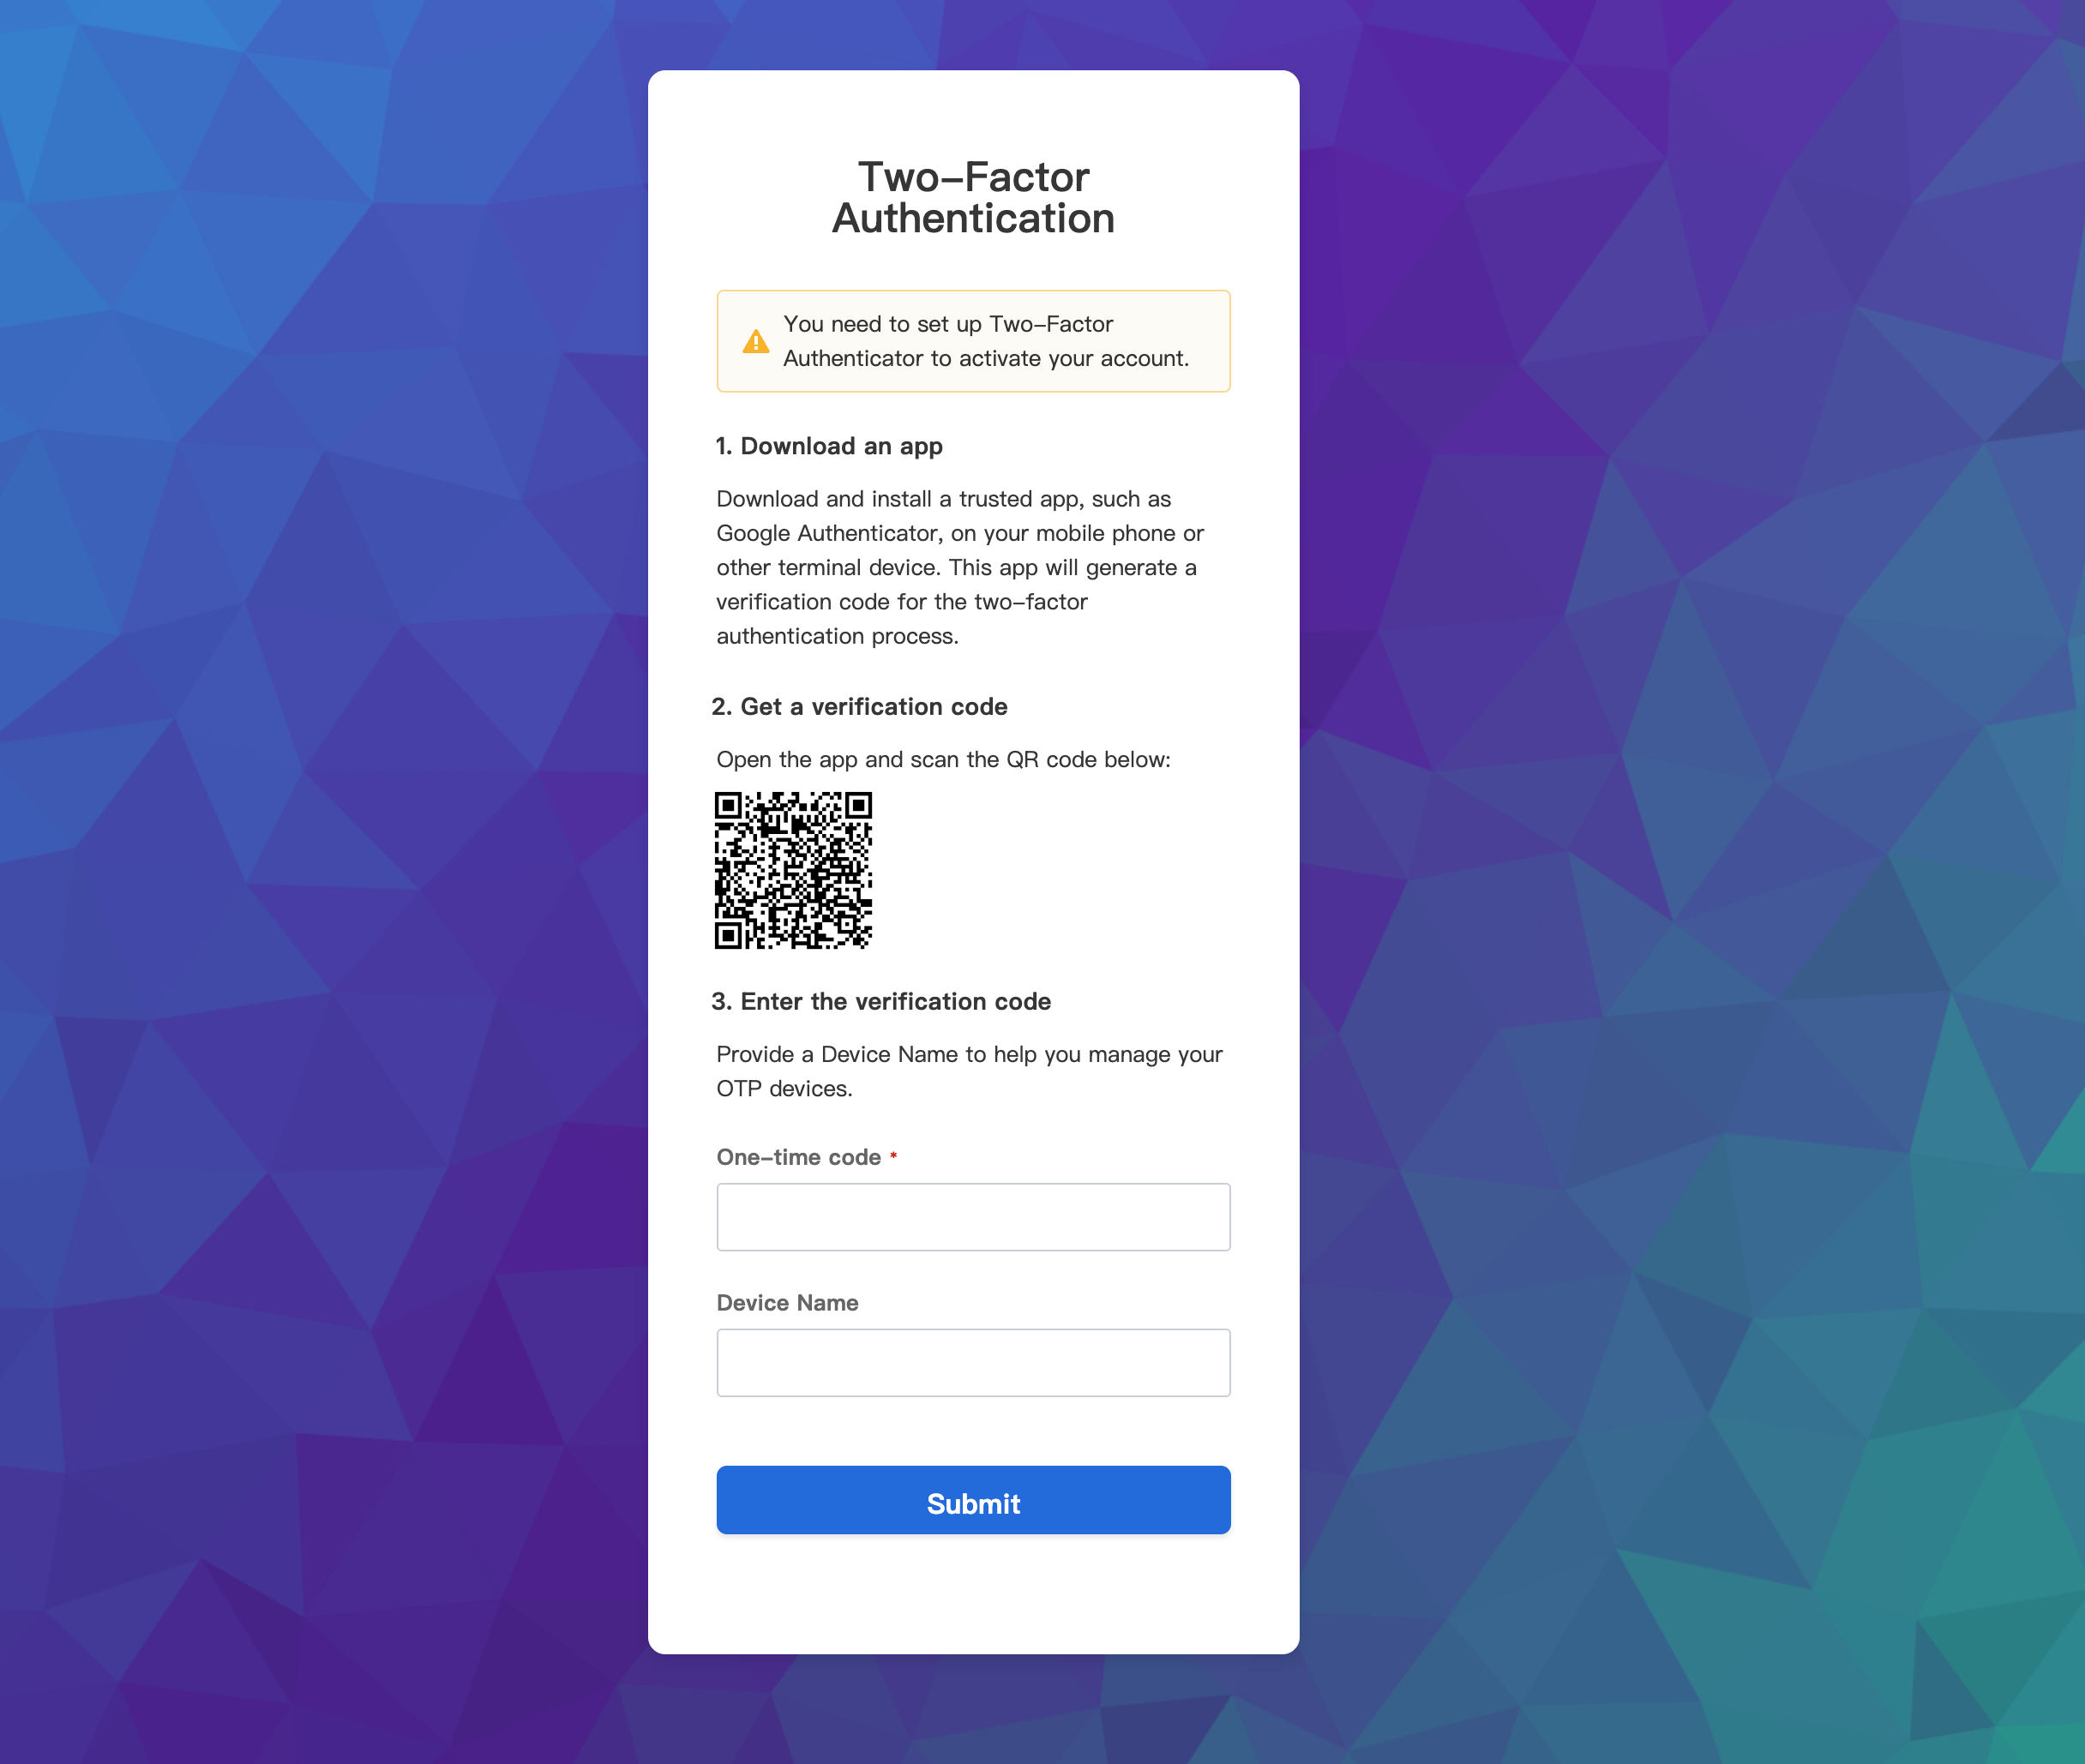 Two-Factor
Authentication
You need to set up Two-Factor
Authenticator to activate your account.
1. Download an app
Download and install a trusted app, such as
Google Authenticator, on your mobile phone or
other terminal device. This app will generate a
verification code for the two-factor
authentication process.
2. Get a verification code
Open the app and scan the QR code below:
3. Enter the verification code
Provide a Device Name to help you manage your
OTP devices.
One-time code *
Device Name
Submit